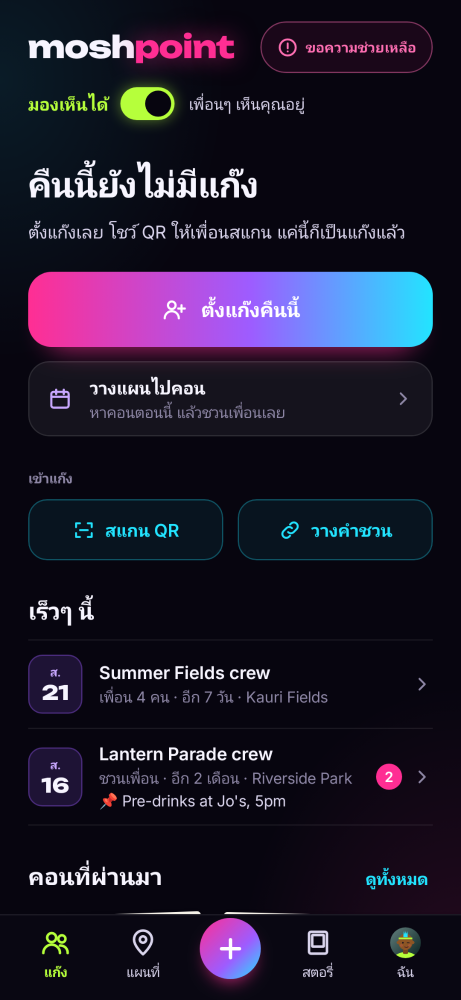 moshpoint
ขอความช่วยเหลือ
มองเห็นได้
เพื่อนๆ เห็นคุณอยู่
คืนนี้ยังไม่มีแก๊ง
ตั้งแก๊งเลย โชว์ QR ให้เพื่อนสแกน แค่นี้ก็เป็นแก๊งแล้ว
ตั้งแก๊งคืนนี้
วางแผนไปคอน
หาคอนตอนนี้ แล้วชวนเพื่อนเลย
เข้าแก๊ง
สแกน QR
วางคำชวน
เร็วๆ นี้
ส.
21
Summer Fields crew
เพื่อน 4 คน · อีก 7 วัน · Kauri Fields
ส.
16
Lantern Parade crew
ชวนเพื่อน · อีก 2 เดือน · Riverside Park
📌 Pre-drinks at Jo's, 5pm
2
คอนที่ผ่านมา
ดูทั้งหมด
แก๊ง
แผนที่
สตอรี่
ฉัน